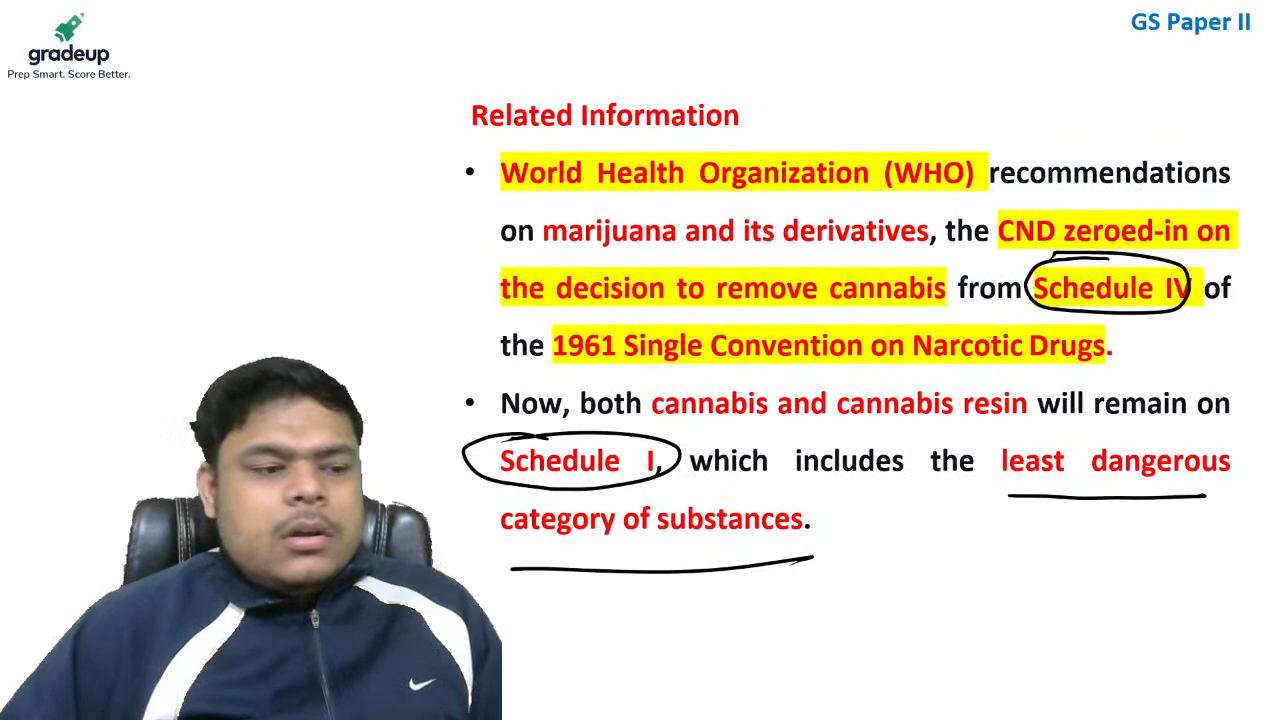 gradeup
Prep Smart. Score Better.
GS Paper II
Related Information
• World Health Organization (WHO) recommendations
on marijuana and its derivatives, the CND zeroed-in on
the decision to remove cannabis from Schedule IV of
the 1961 Single Convention on Narcotic Drugs.
• Now, both cannabis and cannabis resin will remain on
Schedule I, which includes the least dangerous
category of substances.